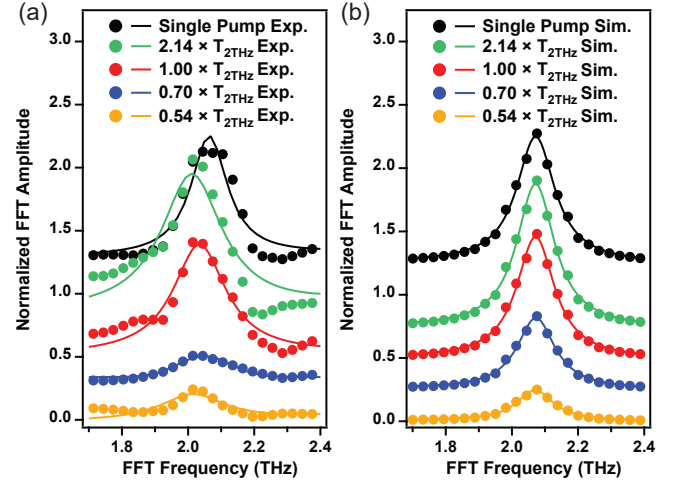 (a)
Single Pump Exp.
2.14 × T2THz Exp.
1.00 × T2THz Exp.
0.70 × T2THz Exp.
0.54 × T2THz Exp.
Normalized FFT Amplitude
3.0
2.5
2.0
1.5
1.0
0.5
0.0
1.8
2.0
2.2
2.4
FFT Frequency (THz)
(b)
Single Pump Sim.
2.14 × T2THz Sim.
1.00 × T2THz Sim.
0.70 × T2THz Sim.
0.54 × T2THz Sim.
Normalized FFT Amplitude
3.0
2.5
2.0
1.5
1.0
0.5
0.0
1.8
2.0
2.2
2.4
FFT Frequency (THz)